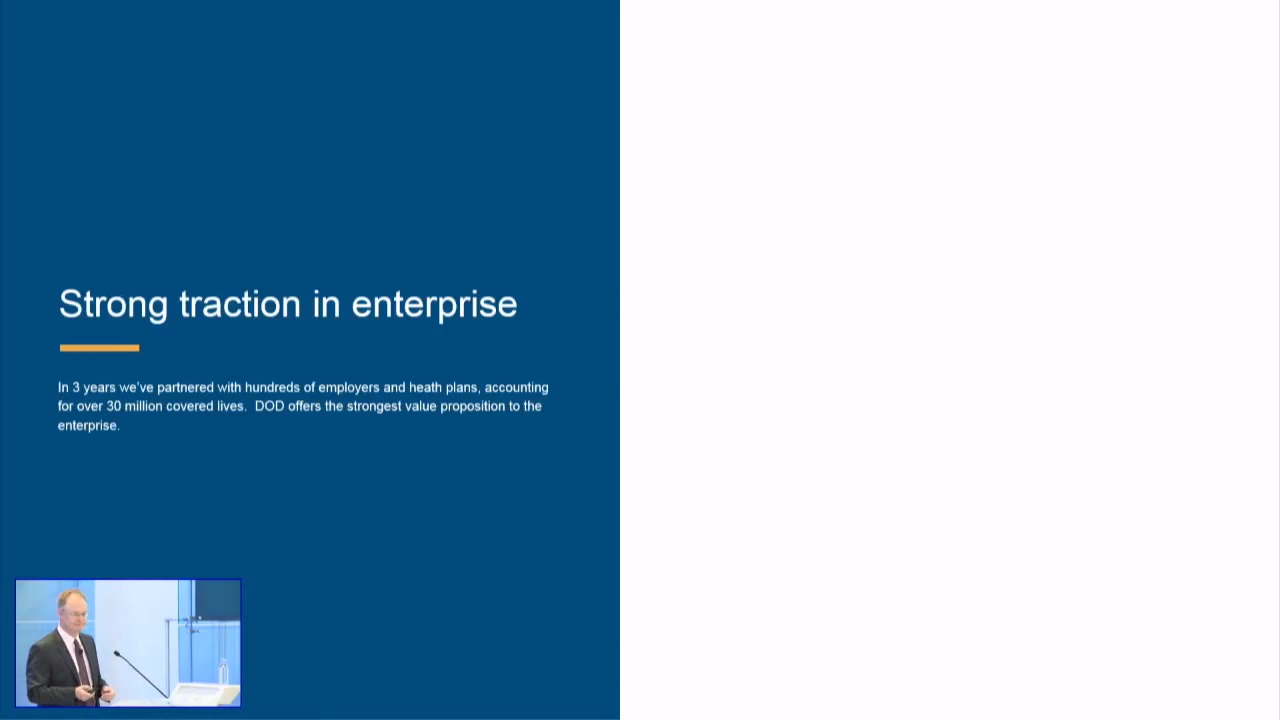 Strong traction in enterprise
In 3 years we've partnered with hundreds of employers and heath plans, accounting
for over 30 million covered lives.  DOD offers the strongest value proposition to the
enterprise.